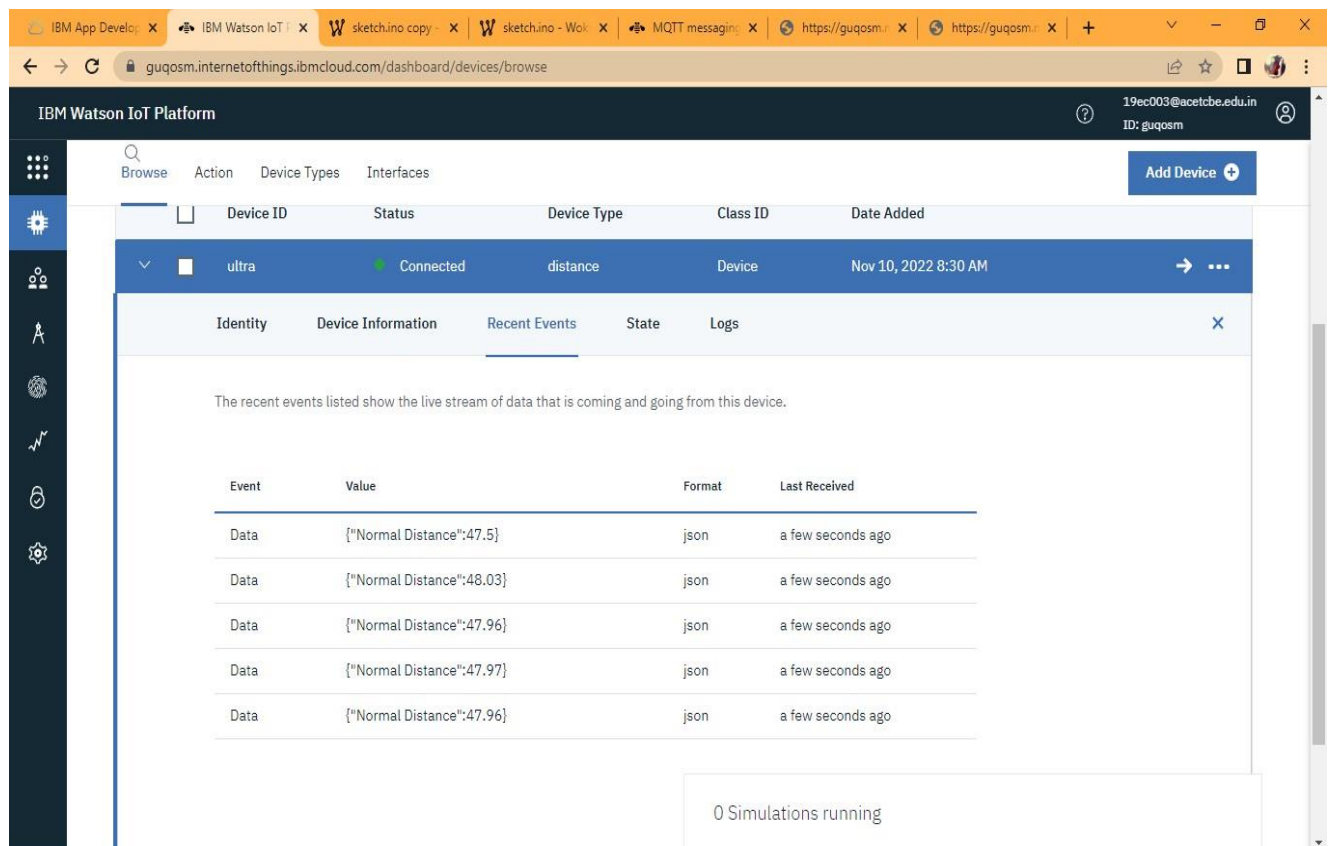 IBM App Develop
IBM Watson IoT P
sketch.ino copy -
sketch.ino - Wok
MQTT messaging
https://guqosm.r
https://guqosm.n
guqosm.internetofthings.ibmcloud.com/dashboard/devices/browse
IBM Watson IoT Platform
19ec003@acetcbe.edu.in
ID: guqosm
Browse Action Device Types Interfaces
Add Device
Device ID Status Device Type Class ID Date Added
ultra Connected distance Device Nov 10, 2022 8:30 AM
Identity Device Information Recent Events State Logs
The recent events listed show the live stream of data that is coming and going from this device.
Event Value Format Last Received
Data {"Normal Distance":47.5} json a few seconds ago
Data {"Normal Distance":48.03} json a few seconds ago
Data {"Normal Distance":47.96} json a few seconds ago
Data {"Normal Distance":47.97} json a few seconds ago
Data {"Normal Distance":47.96} json a few seconds ago
0 Simulations running